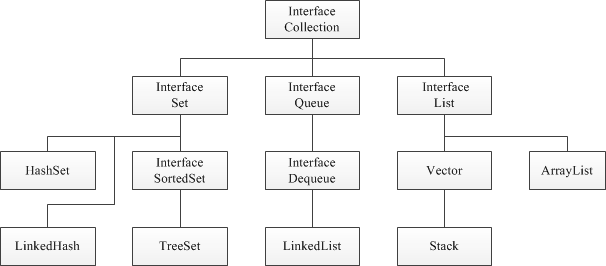 Interface
Collection
Interface
Set
Interface
Queue
Interface
List
HashSet
Interface
SortedSet
Interface
Dequeue
Vector
ArrayList
LinkedHash
TreeSet
LinkedList
Stack